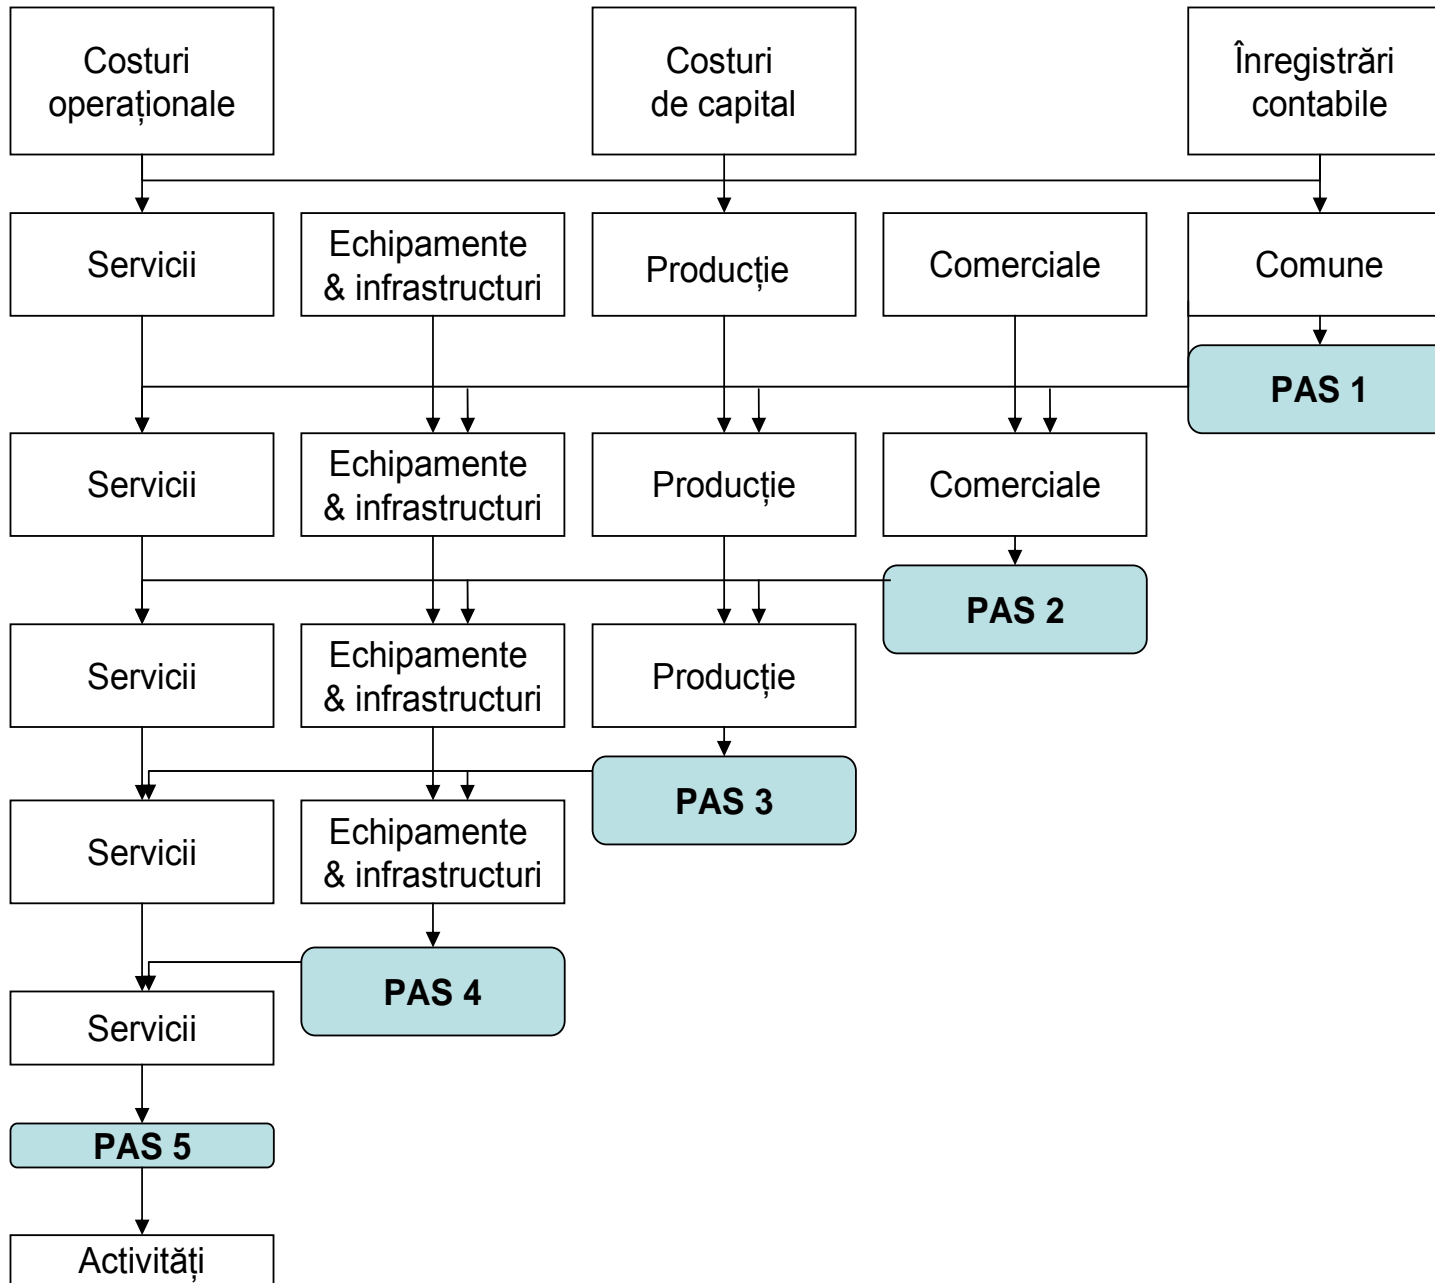 Costuri
operaționale
Costuri
de capital
Înregistrări
contabile
Servicii
Echipamente
& infrastructuri
Producție
Comerciale
Comune
PAS 1
Servicii
Echipamente
& infrastructuri
Producție
Comerciale
PAS 2
Servicii
Echipamente
& infrastructuri
Producție
PAS 3
Servicii
Echipamente
& infrastructuri
PAS 4
Servicii
PAS 5
Activități